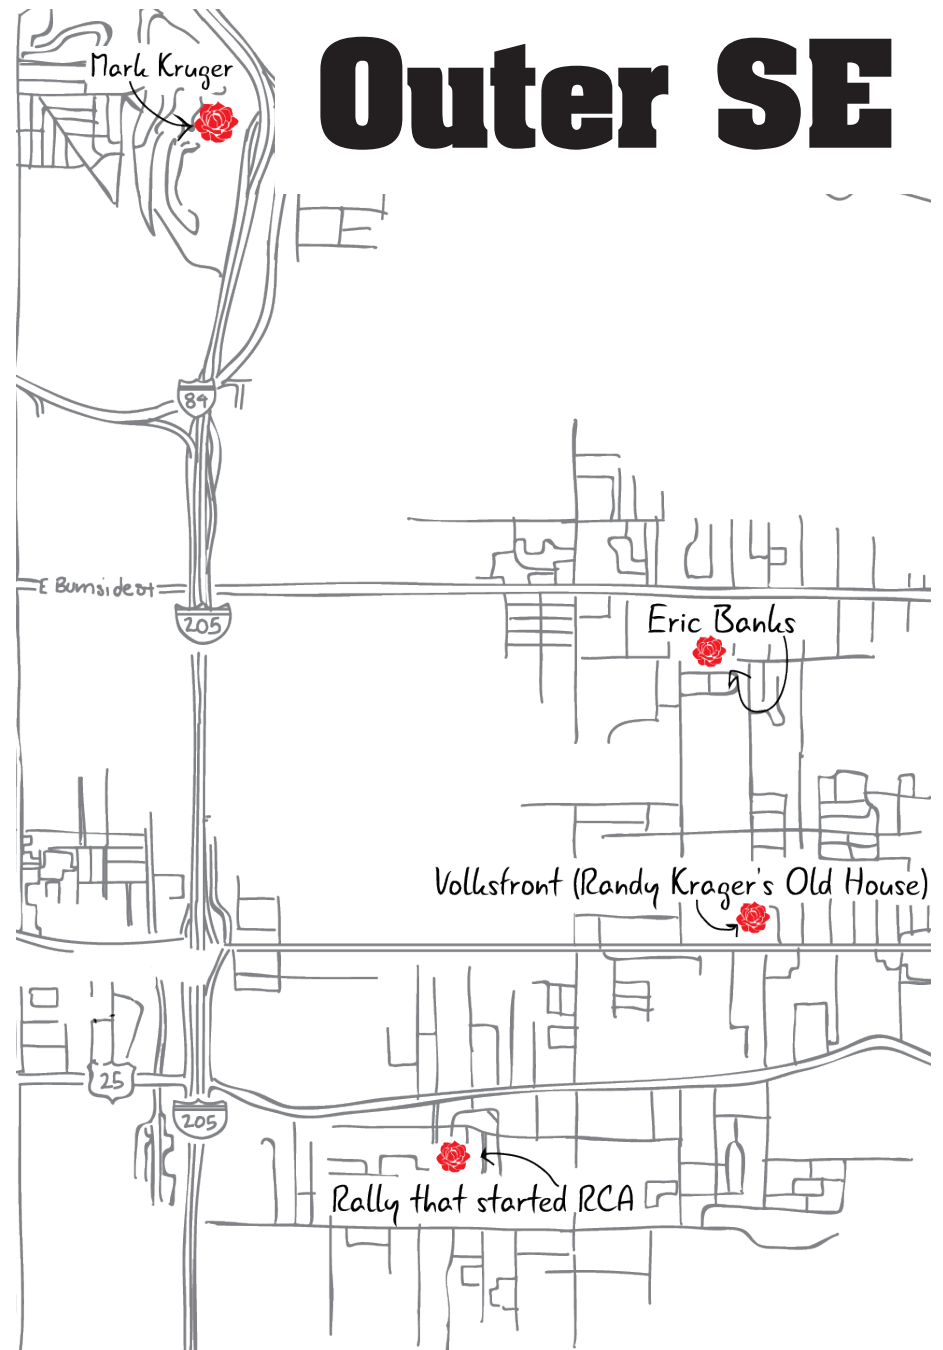 Outer SE
Mark Kruger
84
E Burnside st
205
Eric Banks
Volksfront (Randy Krager's Old House)
25
205
Rally that started RCA